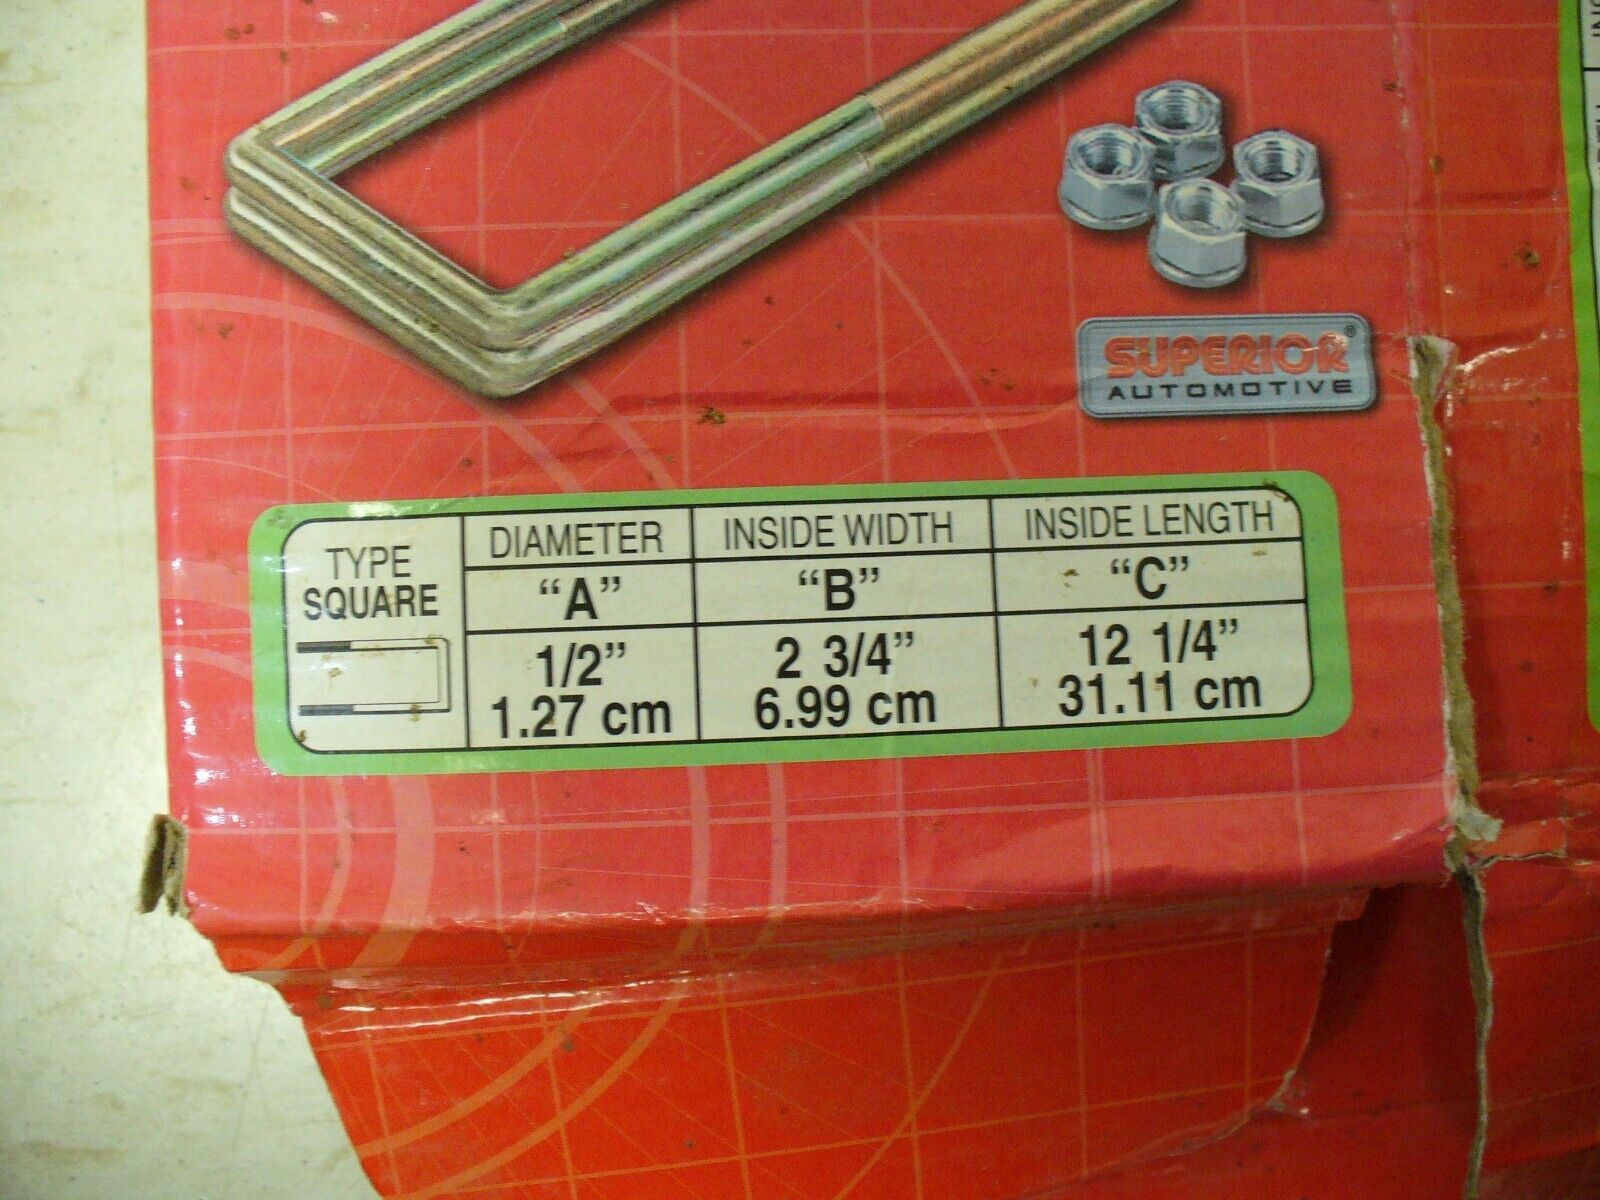 SUPERIOR®
AUTOMOTIVE
TYPE
SQUARE
DIAMETER
INSIDE WIDTH
INSIDE LENGTH
"A"
"B"
"C"
1/2"
2 3/4"
12 1/4"
1.27 cm
6.99 cm
31.11 cm